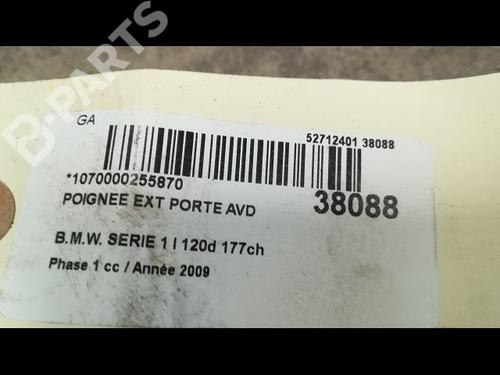 B-PARTS
GA
52712401 38088
*1070000255870
38088
POIGNEE EXT PORTE AVD
B.M.W. SERIE 1 I 120d 177ch
Phase 1 cc / Année 2009